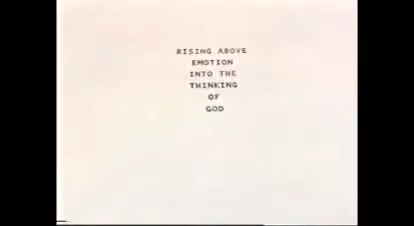 RISING ABOVE
EMOTION
INTO THE
THINKING
OF
GOD